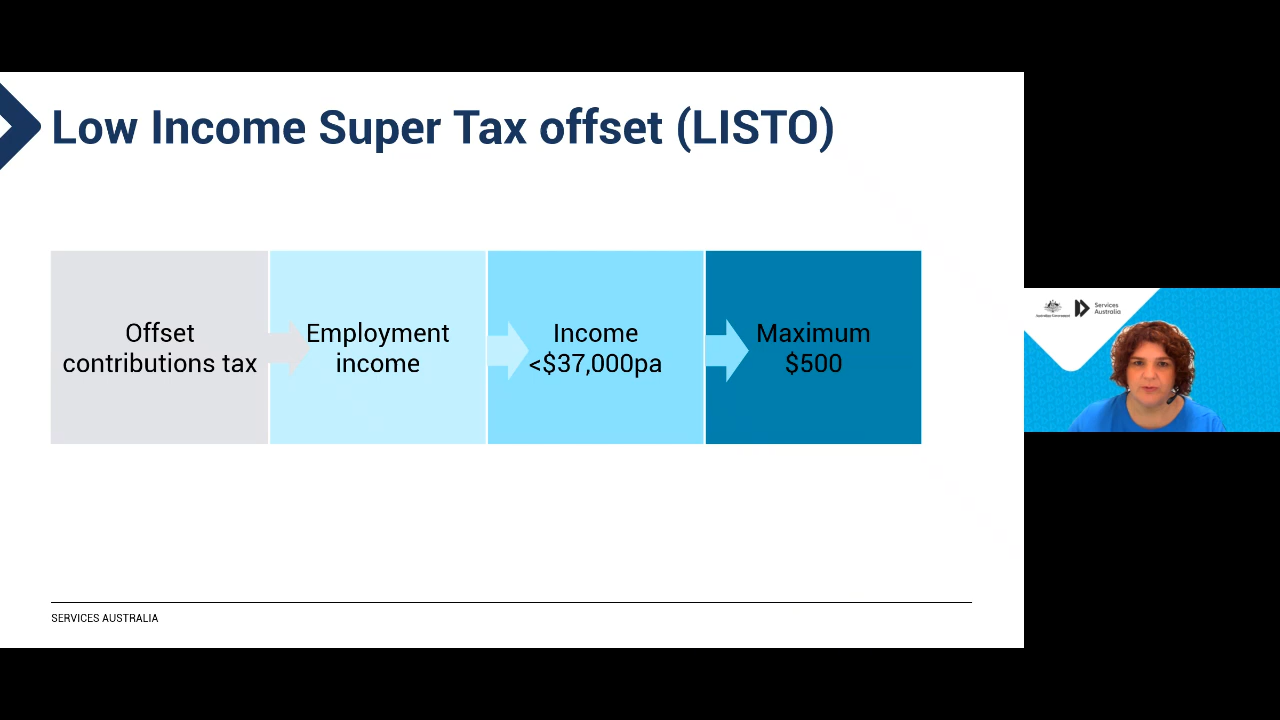 Low Income Super Tax offset (LISTO)
Offset
contributions tax
Employment
income
Income
<$37,000pa
Maximum
$500
SERVICES AUSTRALIA
Services
Australia